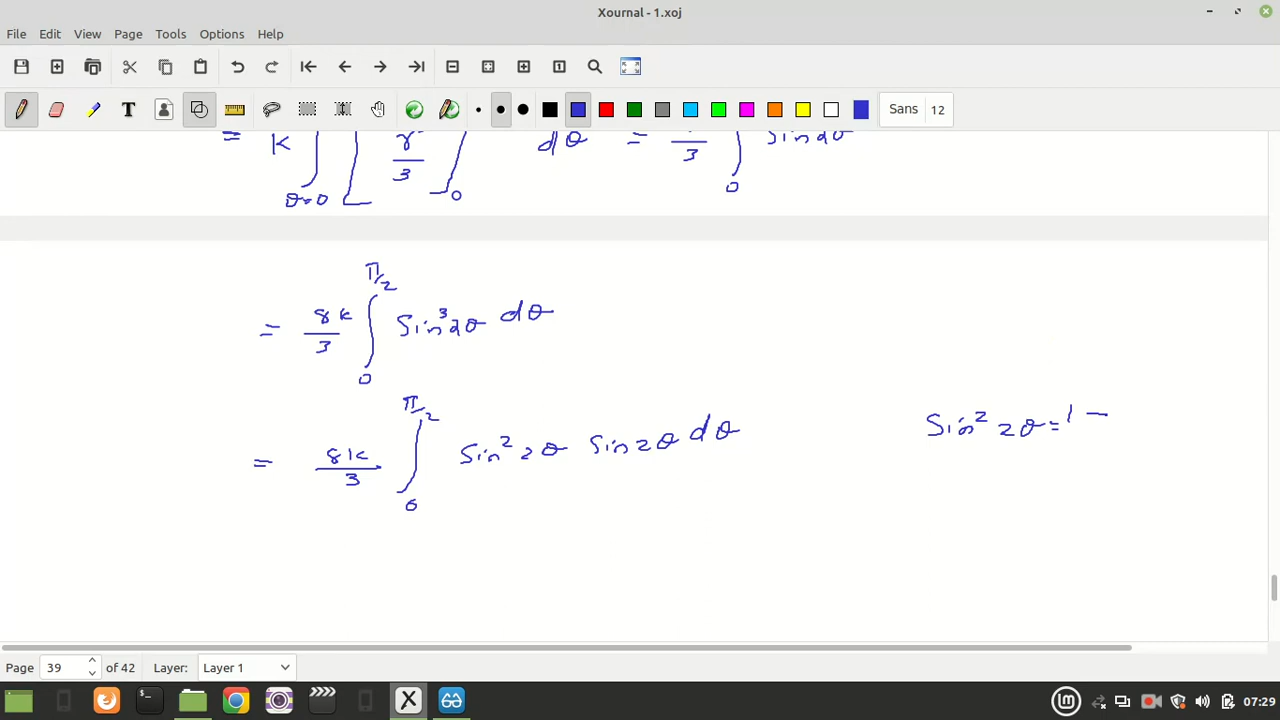 Xournal - 1.xoj
File Edit View Page Tools Options Help
Sans 12
= k ∫ θ=0 [ r /3 ] 0 dθ = /3 ∫ 0 sin2θ
= 8k/3 ∫ 0 π/2 Sin³2θ dθ
= 8k/3 ∫ 0 π/2 Sin²2θ Sin2θ dθ
Sin²2θ = 1 -
Page 39 of 42 Layer: Layer 1
07:29